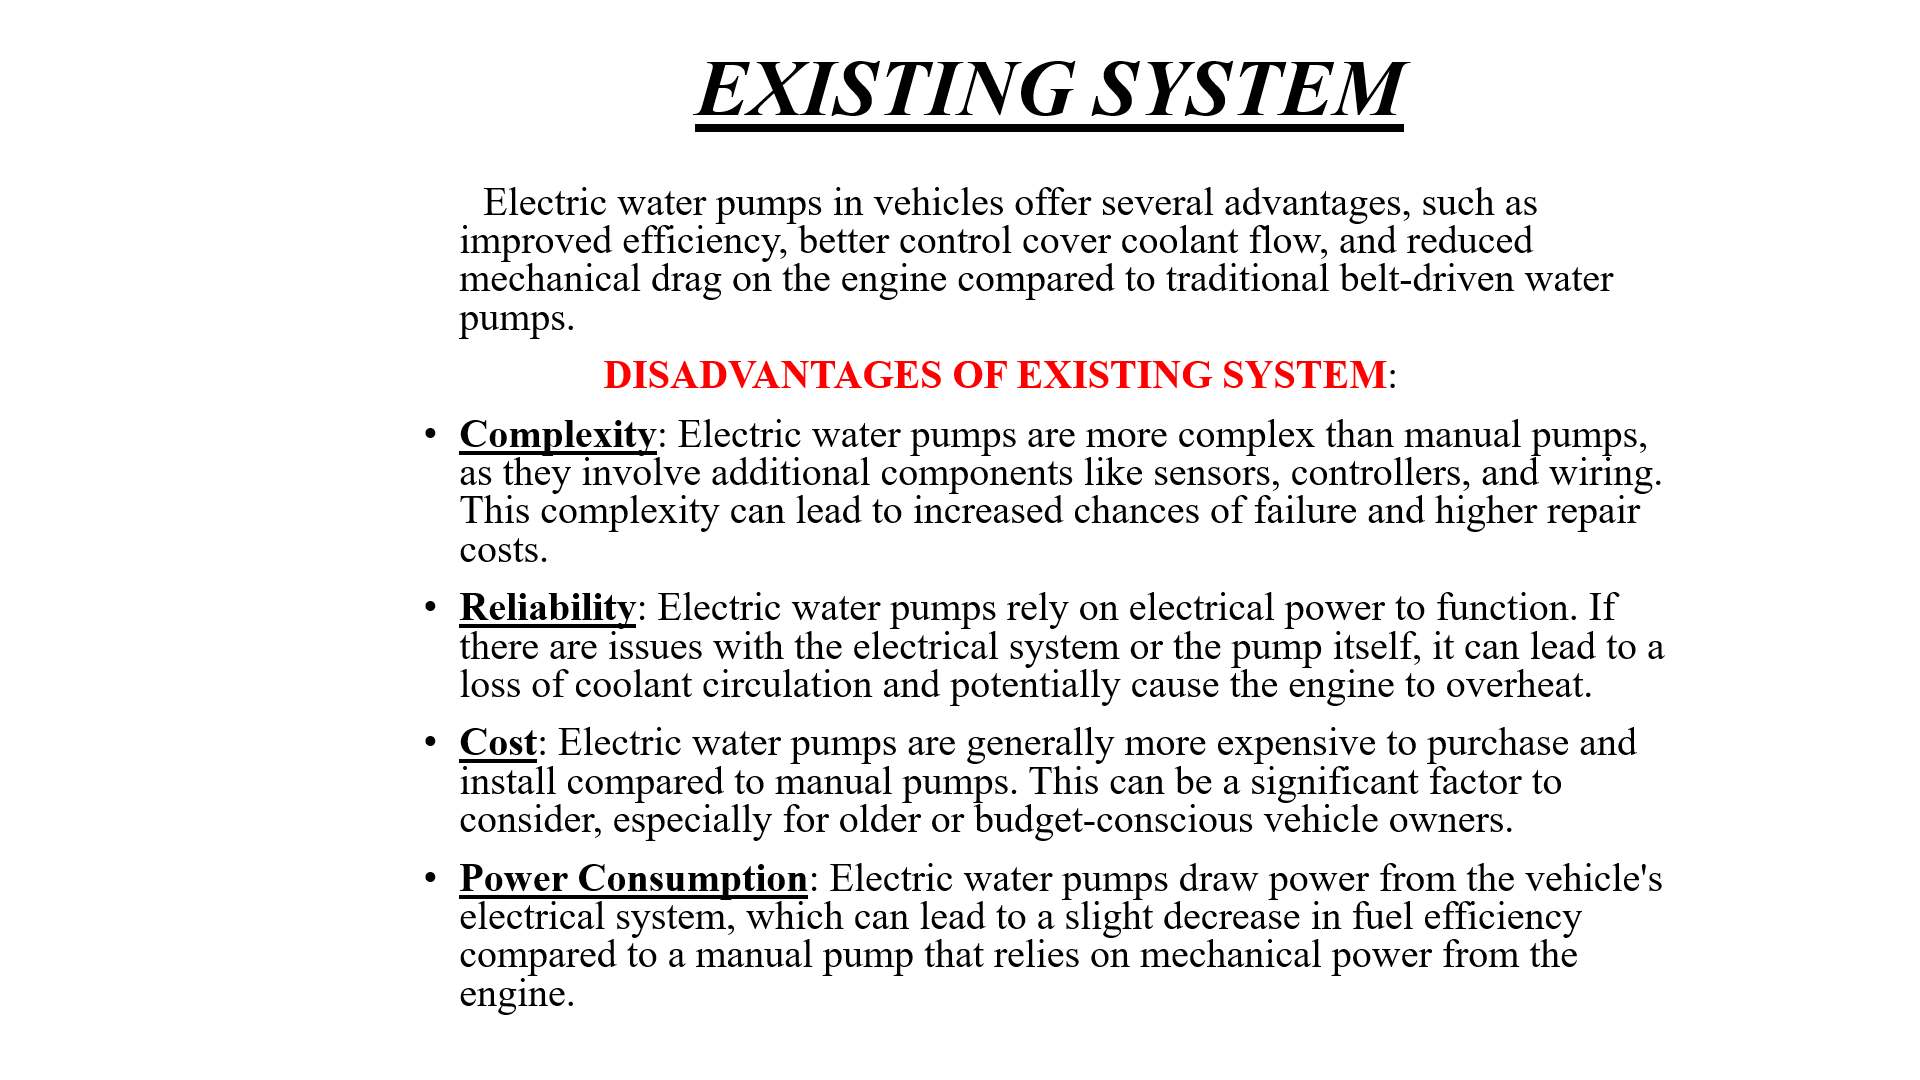 EXISTING SYSTEM
Electric water pumps in vehicles offer several advantages, such as
improved efficiency, better control cover coolant flow, and reduced
mechanical drag on the engine compared to traditional belt-driven water
pumps.
DISADVANTAGES OF EXISTING SYSTEM:
• Complexity: Electric water pumps are more complex than manual pumps,
as they involve additional components like sensors, controllers, and wiring.
This complexity can lead to increased chances of failure and higher repair
costs.
• Reliability: Electric water pumps rely on electrical power to function. If
there are issues with the electrical system or the pump itself, it can lead to a
loss of coolant circulation and potentially cause the engine to overheat.
• Cost: Electric water pumps are generally more expensive to purchase and
install compared to manual pumps. This can be a significant factor to
consider, especially for older or budget-conscious vehicle owners.
• Power Consumption: Electric water pumps draw power from the vehicle's
electrical system, which can lead to a slight decrease in fuel efficiency
compared to a manual pump that relies on mechanical power from the
engine.